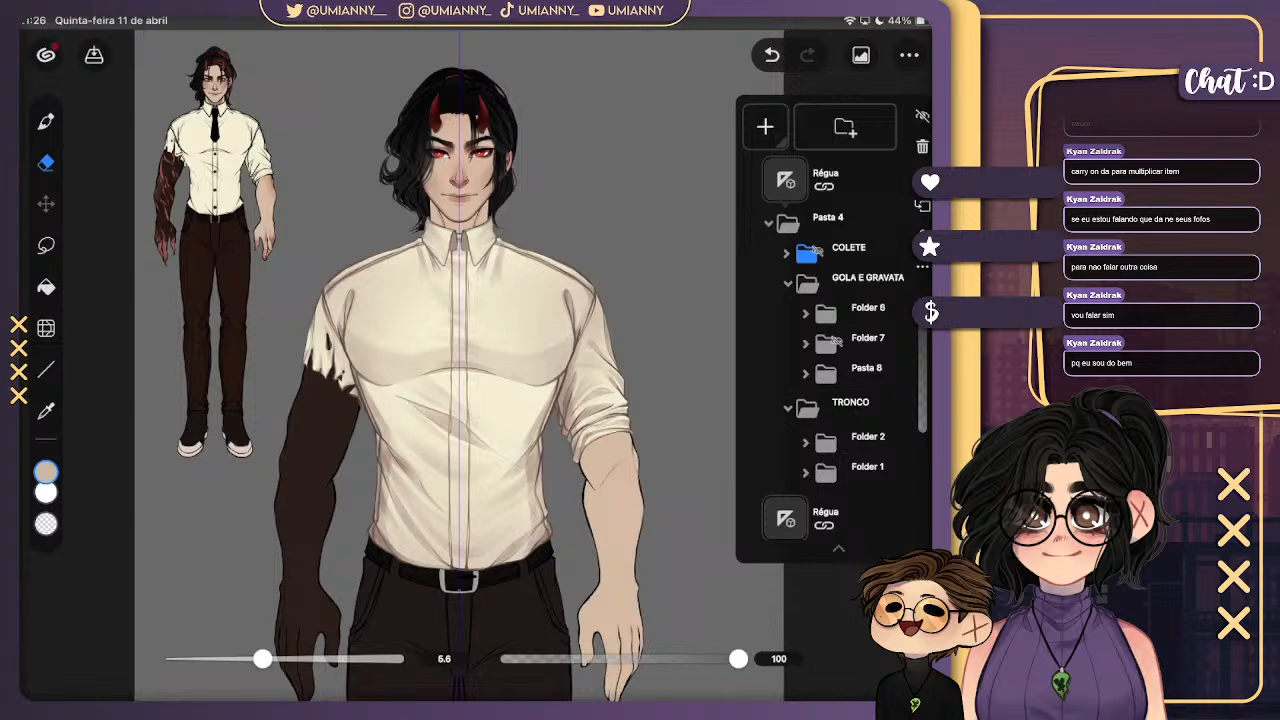 @UMIANNY__ @UMIANNY_ UMIANNY_ UMIANNY
1:26 Quinta-feira 11 de abril
44%
Chat :D
Régua
Pasta 4
COLETE
GOLA E GRAVATA
Folder 6
Folder 7
Pasta 8
TRONCO
Folder 2
Folder 1
Régua
5.6
100
Kyan Zaldrak
carry on da para multiplicar item
Kyan Zaldrak
se eu estou falando que da ne seus fofos
Kyan Zaldrak
para nao falar outra coisa
Kyan Zaldrak
vou falar sim
Kyan Zaldrak
pq eu sou do bem